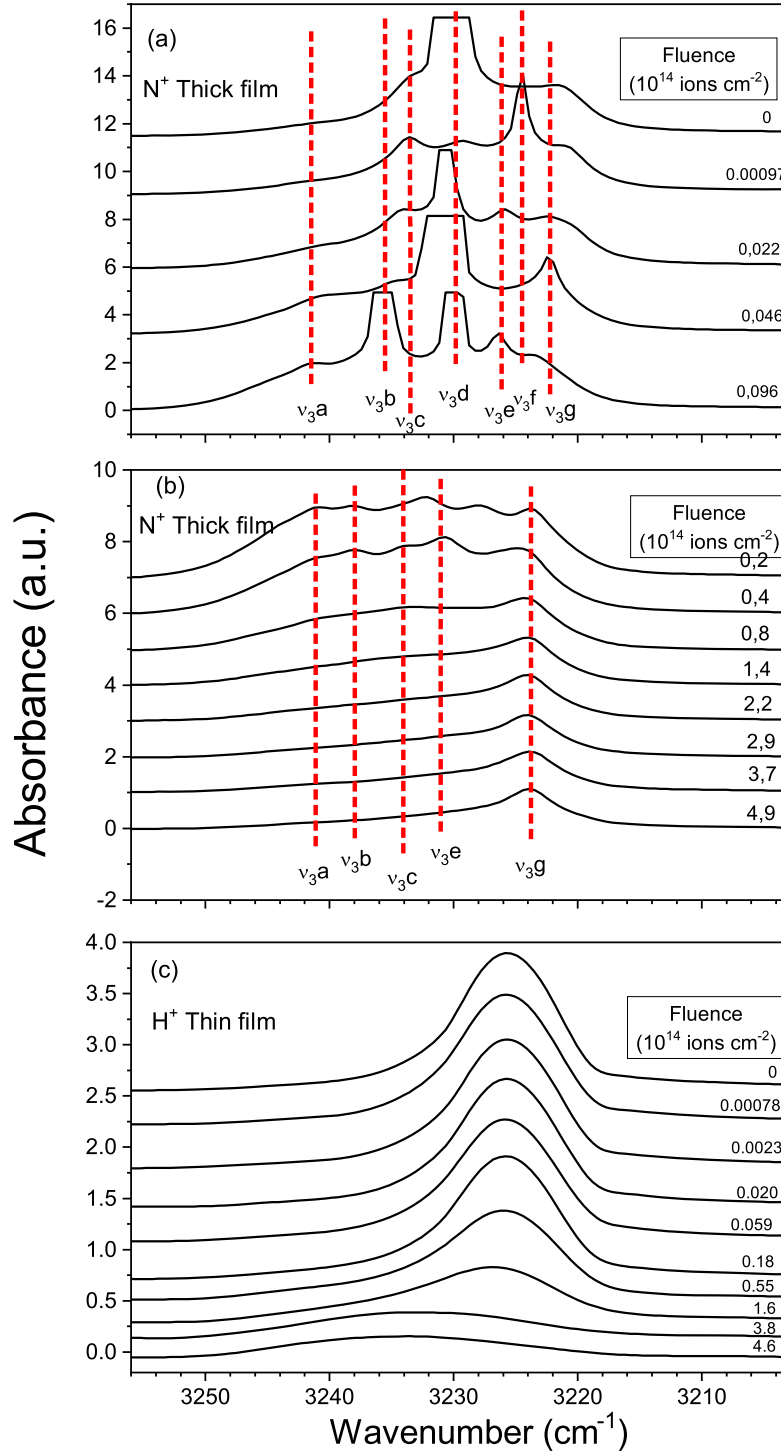 Absorbance (a.u.)
(a)
N⁺ Thick film
Fluence
(10¹⁴ ions cm⁻²)
16
14
12
10
8
6
4
2
0
0
0.00097
0,022
0,046
0,096
ν₃a
ν₃b
ν₃c
ν₃d
ν₃e
ν₃f
ν₃g
(b)
N⁺ Thick film
Fluence
(10¹⁴ ions cm⁻²)
10
8
6
4
2
0
-2
0,2
0,4
0,8
1,4
2,2
2,9
3,7
4,9
ν₃a
ν₃b
ν₃c
ν₃e
ν₃g
(c)
H⁺ Thin film
Fluence
(10¹⁴ ions cm⁻²)
4.0
3.5
3.0
2.5
2.0
1.5
1.0
0.5
0.0
0
0.00078
0.0023
0.020
0.059
0.18
0.55
1.6
3.8
4.6
3250
3240
3230
3220
3210
Wavenumber (cm⁻¹)